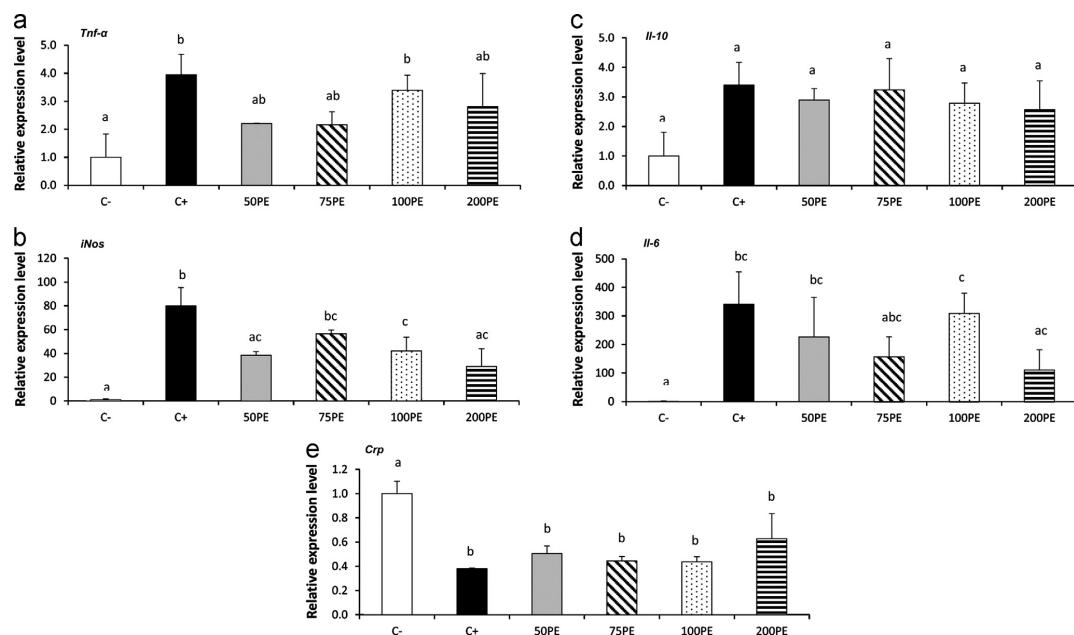 a
Tnf-α
Relative expression level
5.0
4.0
3.0
2.0
1.0
0.0
a
b
ab
ab
b
ab
C- C+ 50PE 75PE 100PE 200PE
c
Il-10
Relative expression level
5.0
4.0
3.0
2.0
1.0
0.0
a
a
a
a
a
a
C- C+ 50PE 75PE 100PE 200PE
b
iNos
Relative expression level
120
100
80
60
40
20
0
a
b
ac
bc
c
ac
C- C+ 50PE 75PE 100PE 200PE
d
Il-6
Relative expression level
500
400
300
200
100
0
a
bc
bc
abc
c
ac
C- C+ 50PE 75PE 100PE 200PE
e
Crp
Relative expression level
1.2
1.0
0.8
0.6
0.4
0.2
0.0
a
b
b
b
b
b
C- C+ 50PE 75PE 100PE 200PE